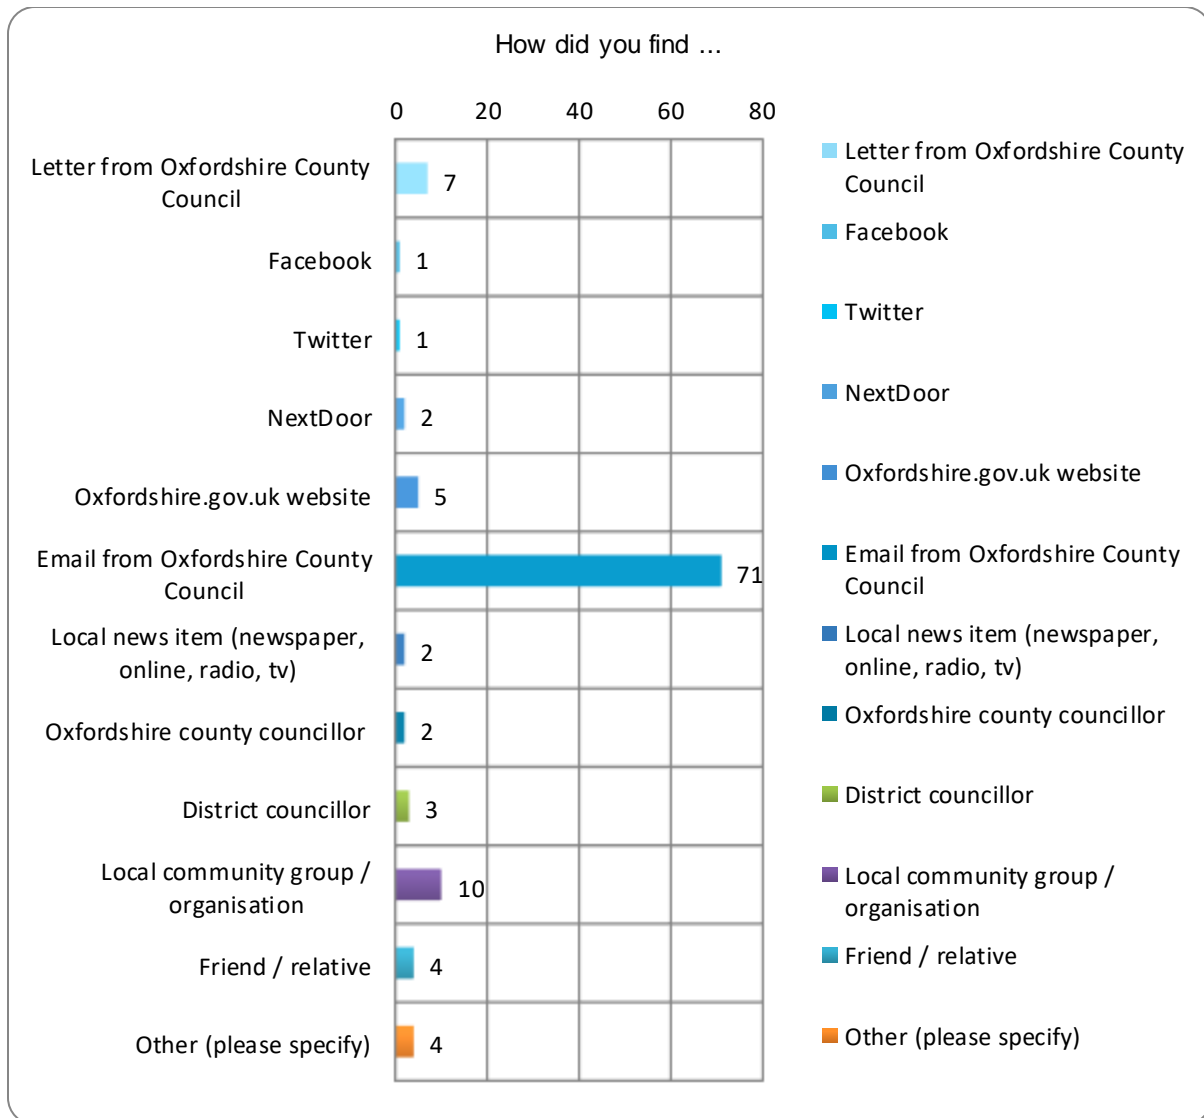 How did you find ...
0 20 40 60 80
Letter from Oxfordshire County
Council
7
Facebook
1
Twitter
1
NextDoor
2
Oxfordshire.gov.uk website
5
Email from Oxfordshire County
Council
71
Local news item (newspaper,
online, radio, tv)
2
Oxfordshire county councillor
2
District councillor
3
Local community group /
organisation
10
Friend / relative
4
Other (please specify)
4
Letter from Oxfordshire County
Council
Facebook
Twitter
NextDoor
Oxfordshire.gov.uk website
Email from Oxfordshire County
Council
Local news item (newspaper,
online, radio, tv)
Oxfordshire county councillor
District councillor
Local community group /
organisation
Friend / relative
Other (please specify)